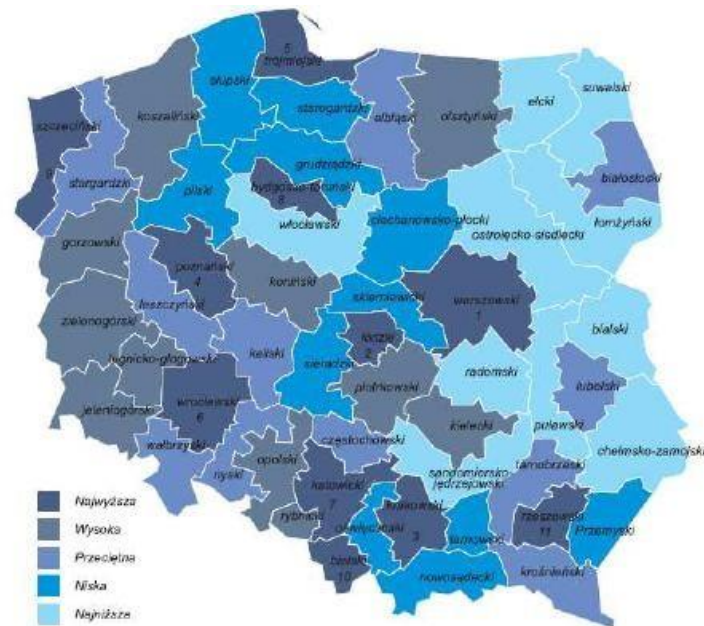 5
trójmiejski
słupski
koszaliński
starogardzki
elbląski
olsztyński
ełcki
suwalski
szczeciński
9
stargardzki
pilski
grudziądzki
bydgosko-toruński
8
włocławski
ciechanowsko-płocki
ostrołęcko-siedlecki
białostocki
łomżyński
gorzowski
poznański
4
koniński
leszczyński
zielonogórski
skierniewicki
warszawski
1
bialski
łódzki
2
sieradzki
kaliski
legnicko-głogowski
wrocławski
6
piotrkowski
radomski
lubelski
jeleniogórski
puławski
kielecki
chełmsko-zamojski
wałbrzyski
nyski
opolski
częstochowski
sandomiersko-
jędrzejowski
tarnobrzeski
katowicki
7
rybnicki
oświęcimski
krakowski
3
tarnowski
rzeszowski
11
Przemyski
bielski
10
nowosądecki
krośnieński
Najwyższa
Wysoka
Przeciętna
Niska
Najniższa